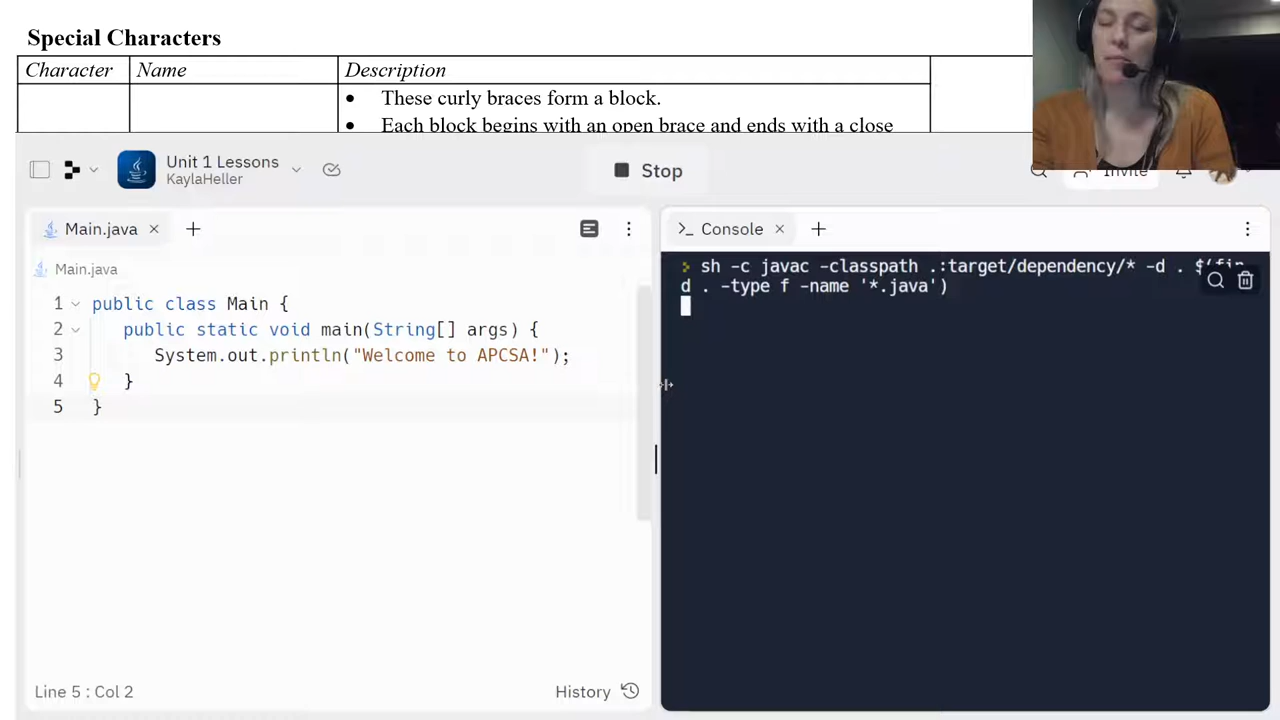 Special Characters
Character Name Description
• These curly braces form a block.
• Each block begins with an open brace and ends with a close
Unit 1 Lessons
KaylaHeller
Stop
Invite
Main.java
Console
Main.java
1 public class Main {
2 public static void main(String[] args) {
3 System.out.println("Welcome to APCSA!");
4 }
5 }
sh -c javac -classpath .:target/dependency/* -d . $(fin
d . -type f -name '*.java')
Line 5 : Col 2
History